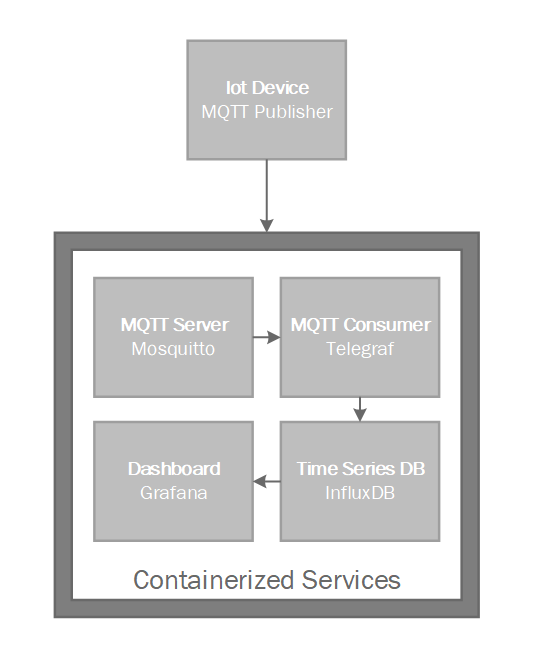 Iot Device
MQTT Publisher
MQTT Server
Mosquitto
MQTT Consumer
Telegraf
Dashboard
Grafana
Time Series DB
InfluxDB
Containerized Services